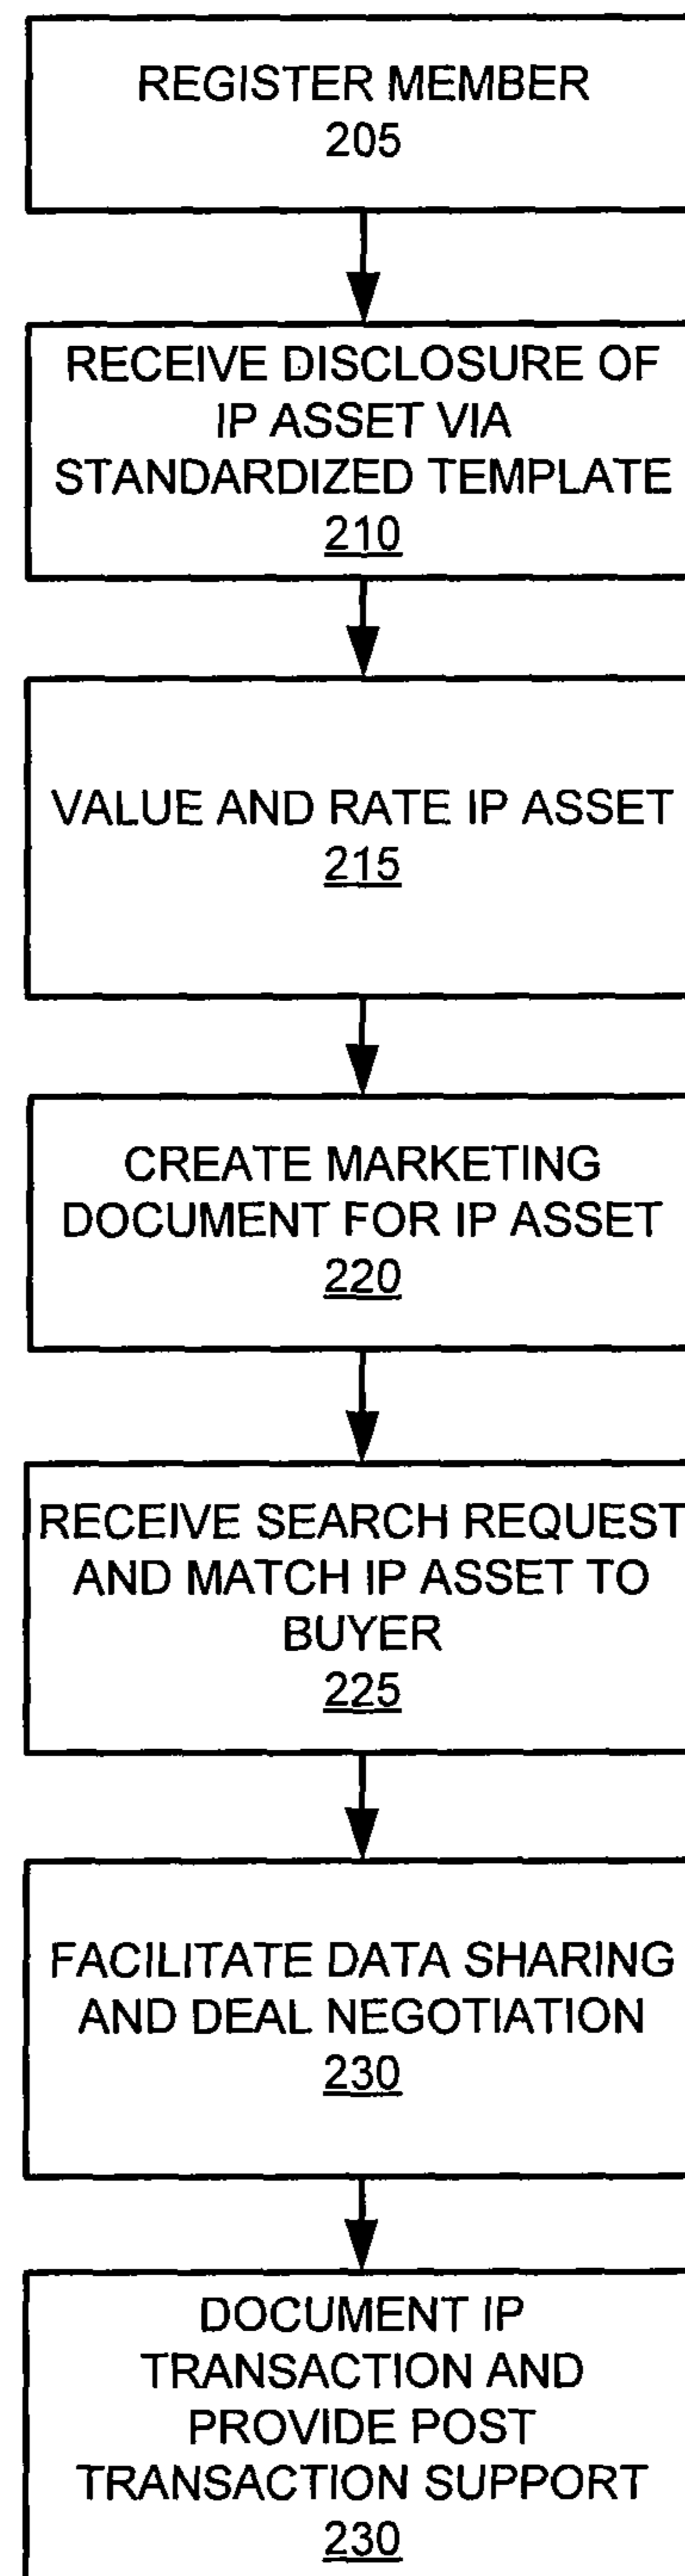 REGISTER MEMBER
205
RECEIVE DISCLOSURE OF
IP ASSET VIA
STANDARDIZED TEMPLATE
210
VALUE AND RATE IP ASSET
215
CREATE MARKETING
DOCUMENT FOR IP ASSET
220
RECEIVE SEARCH REQUEST
AND MATCH IP ASSET TO
BUYER
225
FACILITATE DATA SHARING
AND DEAL NEGOTIATION
230
DOCUMENT IP
TRANSACTION AND
PROVIDE POST
TRANSACTION SUPPORT
230